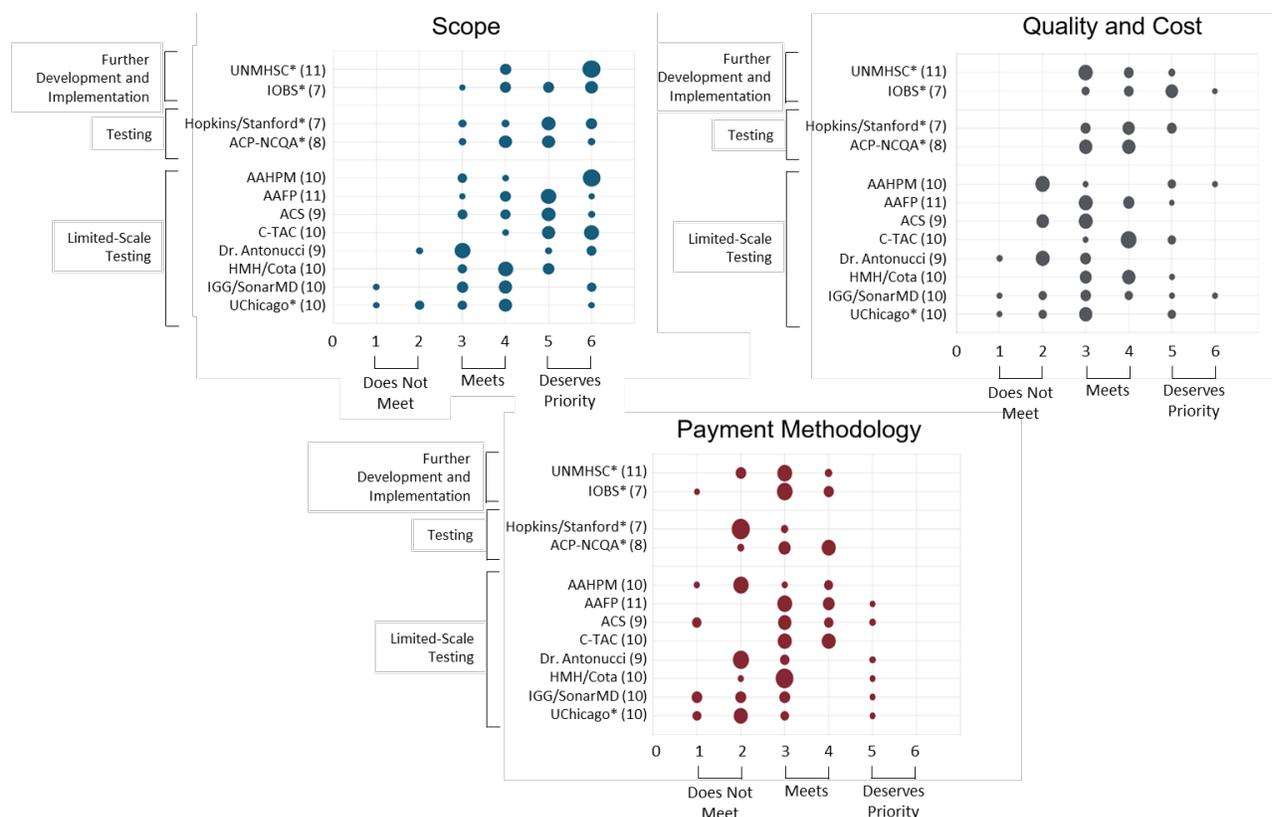 Scope
Further
Development and
Implementation
Testing
Limited-Scale
Testing
UNMHSC* (11)
IOBS* (7)
Hopkins/Stanford* (7)
ACP-NCQA* (8)
AAHPM (10)
AAFP (11)
ACS (9)
C-TAC (10)
Dr. Antonucci (9)
HMH/Cota (10)
IGG/SonarMD (10)
UChicago* (10)
0 1 2 3 4 5 6
Does Not
Meet
Meets
Deserves
Priority
Quality and Cost
Further
Development and
Implementation
Testing
Limited-Scale
Testing
UNMHSC* (11)
IOBS* (7)
Hopkins/Stanford* (7)
ACP-NCQA* (8)
AAHPM (10)
AAFP (11)
ACS (9)
C-TAC (10)
Dr. Antonucci (9)
HMH/Cota (10)
IGG/SonarMD (10)
UChicago* (10)
0 1 2 3 4 5 6
Does Not
Meet
Meets
Deserves
Priority
Payment Methodology
Further
Development and
Implementation
Testing
Limited-Scale
Testing
UNMHSC* (11)
IOBS* (7)
Hopkins/Stanford* (7)
ACP-NCQA* (8)
AAHPM (10)
AAFP (11)
ACS (9)
C-TAC (10)
Dr. Antonucci (9)
HMH/Cota (10)
IGG/SonarMD (10)
UChicago* (10)
0 1 2 3 4 5 6
Does Not
Meet
Meets
Deserves
Priority